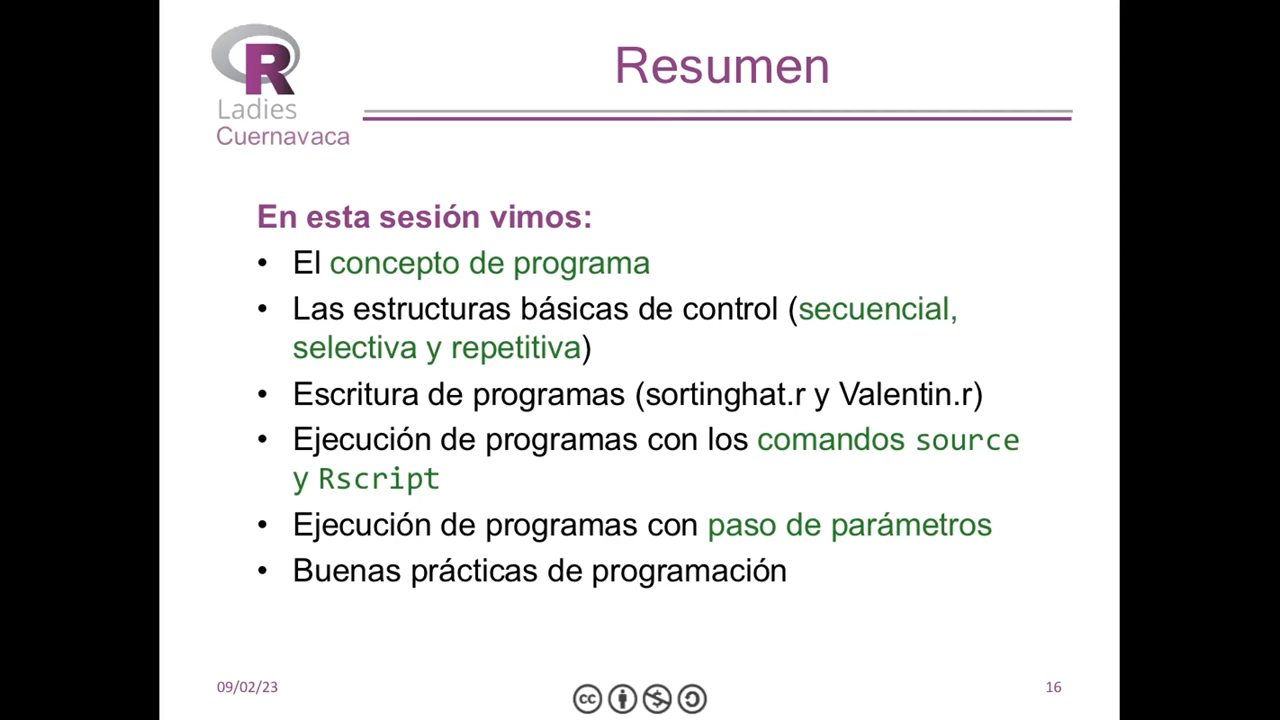 R
Ladies
Cuernavaca
Resumen
En esta sesión vimos:
• El concepto de programa
• Las estructuras básicas de control (secuencial,
selectiva y repetitiva)
• Escritura de programas (sortinghat.r y Valentin.r)
• Ejecución de programas con los comandos source
y Rscript
• Ejecución de programas con paso de parámetros
• Buenas prácticas de programación
09/02/23
cc
16